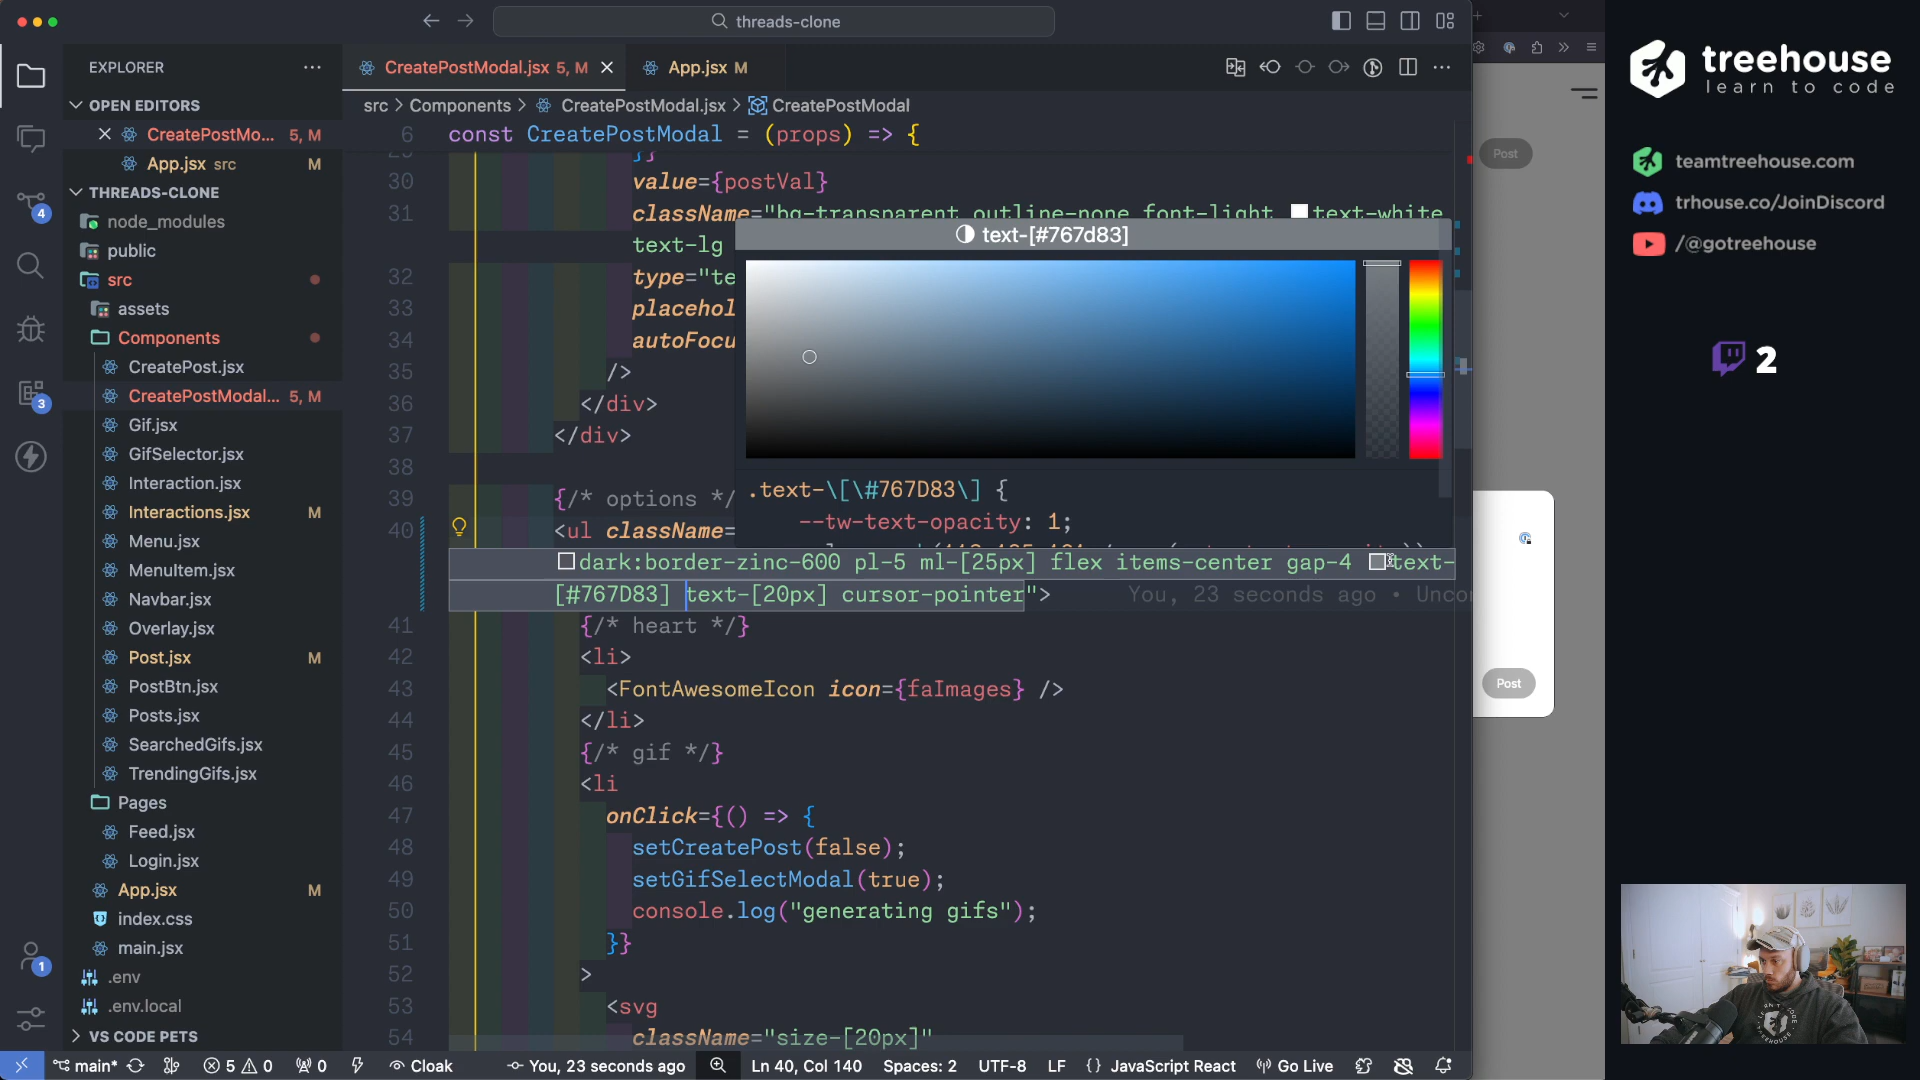 threads-clone
EXPLORER
OPEN EDITORS
CreatePostMo... 5, M
App.jsx src M
THREADS-CLONE
node_modules
public
src
assets
Components
CreatePost.jsx
CreatePostModal... 5, M
Gif.jsx
GifSelector.jsx
Interaction.jsx
Interactions.jsx M
Menu.jsx
MenuItem.jsx
Navbar.jsx
Overlay.jsx
Post.jsx M
PostBtn.jsx
Posts.jsx
SearchedGifs.jsx
TrendingGifs.jsx
Pages
Feed.jsx
Login.jsx
App.jsx M
index.css
main.jsx
.env
.env.local
VS CODE PETS
4
3
1
CreatePostModal.jsx 5, M
App.jsx M
src > Components > CreatePostModal.jsx > CreatePostModal
6 const CreatePostModal = (props) => {
30 value={postVal}
31 className="bg-transparent outline-none font-light text-white
text-lg
32 type="te
33 placehol
34 autoFocu
35 />
36 </div>
37 </div>
38
39 {/* options */
40 <ul className=
dark:border-zinc-600 pl-5 ml-[25px] flex items-center gap-4 text-
[#767D83] text-[20px] cursor-pointer"> You, 23 seconds ago • Unco
41 {/* heart */}
42 <li>
43 <FontAwesomeIcon icon={faImages} />
44 </li>
45 {/* gif */}
46 <li
47 onClick={() => {
48 setCreatePost(false);
49 setGifSelectModal(true);
50 console.log("generating gifs");
51 }}
52 >
53 <svg
54 className="size-[20px]"
text-[#767d83]
.text-\[\#767D83\] {
--tw-text-opacity: 1;
main* 5 0 0 Cloak You, 23 seconds ago Ln 40, Col 140 Spaces: 2 UTF-8 LF {} JavaScript React Go Live
Post
Post
treehouse
learn to code
teamtreehouse.com
trhouse.co/JoinDiscord
/@gotreehouse
2